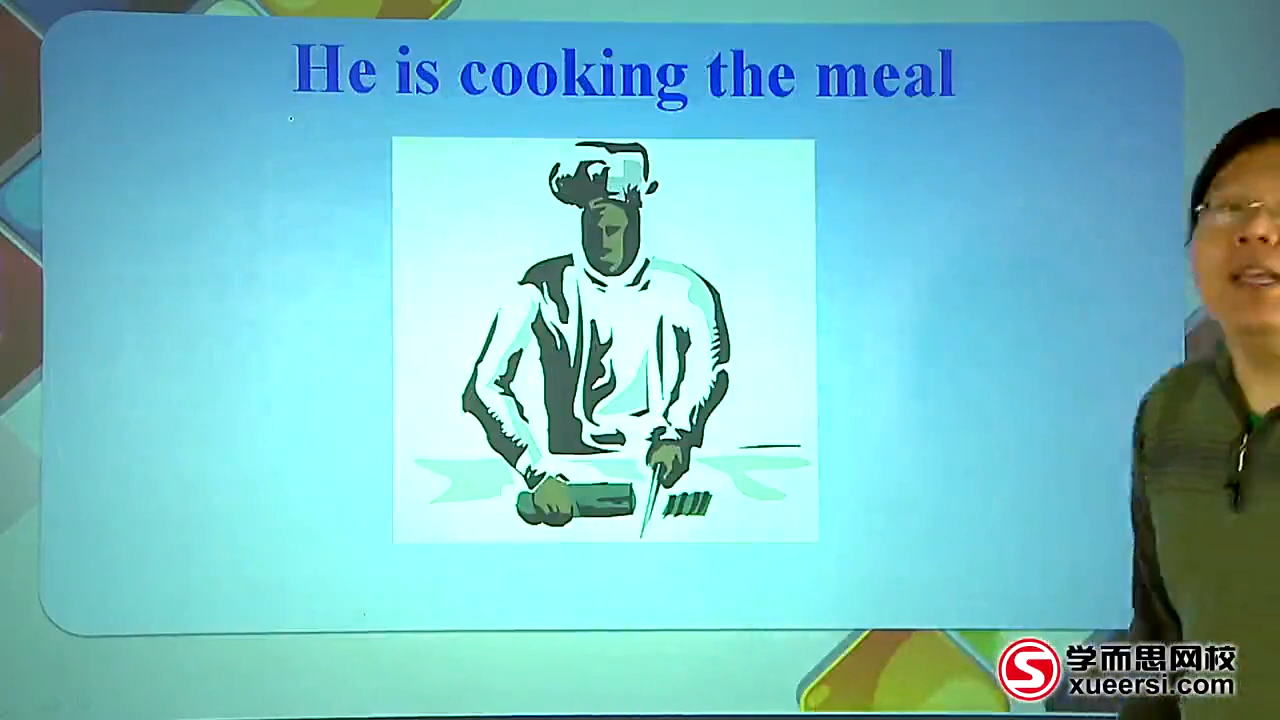 He is cooking the meal
学而思网校
xueersi.com